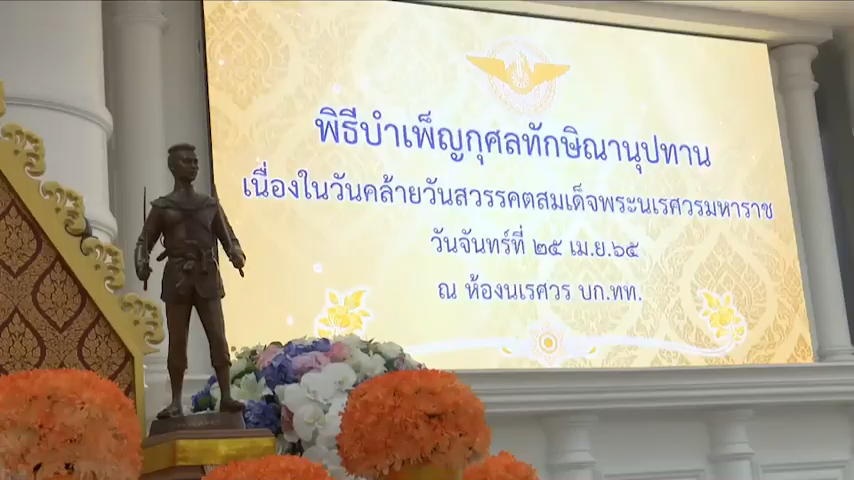 พิธีบำเพ็ญกุศลทักษิณานุปทาน
เนื่องในวันคล้ายวันสวรรคตสมเด็จพระนเรศวรมหาราช
วันจันทร์ที่ ๒๕ เม.ย.๖๕
ณ ห้องนเรศวร บก.ทท.